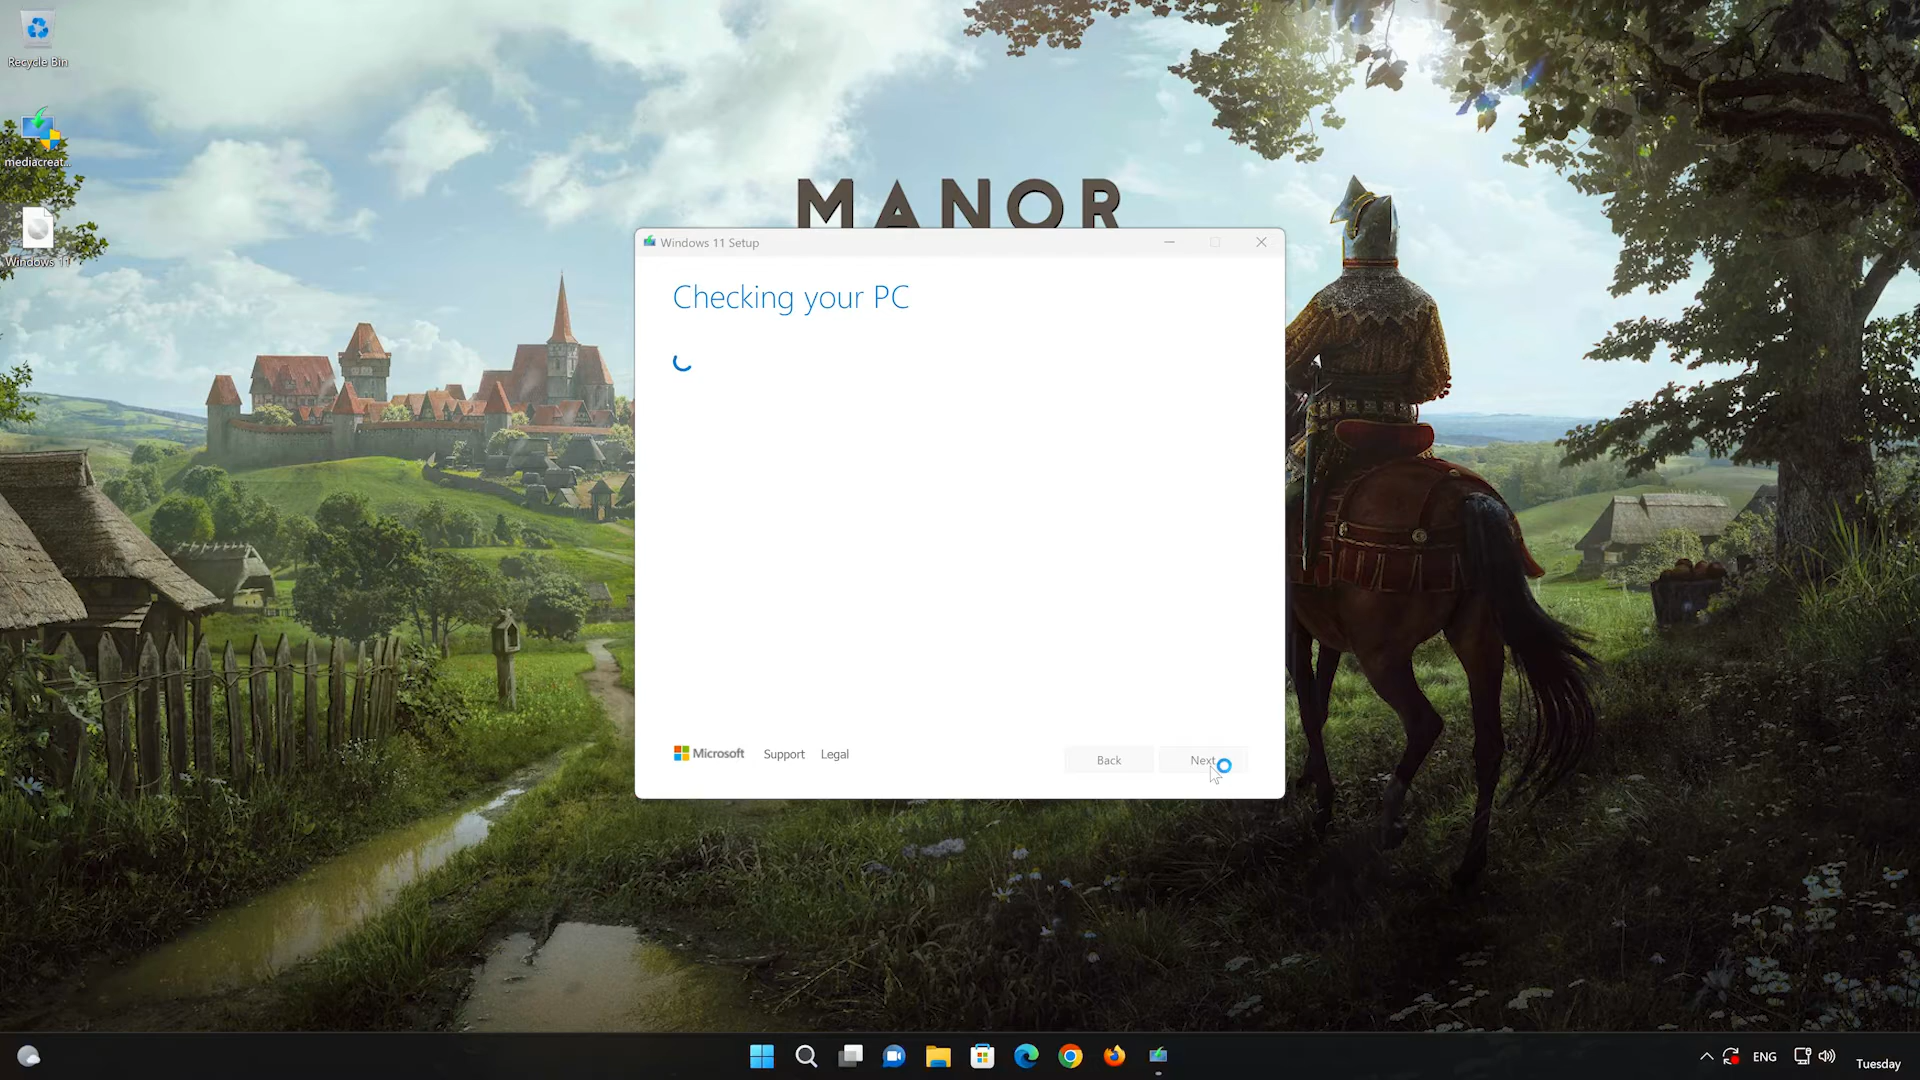 Recycle Bin
mediacreat...
Windows 11
MANOR
Windows 11 Setup
Checking your PC
Microsoft
Support
Legal
Back
Next
ENG
Tuesday